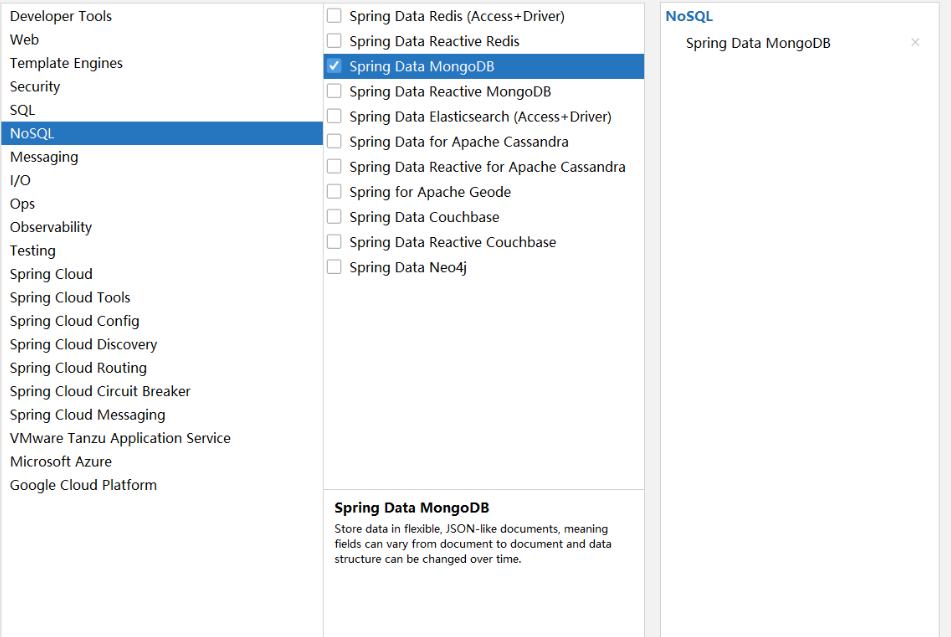 Developer Tools
Web
Template Engines
Security
SQL
NoSQL
Messaging
I/O
Ops
Observability
Testing
Spring Cloud
Spring Cloud Tools
Spring Cloud Config
Spring Cloud Discovery
Spring Cloud Routing
Spring Cloud Circuit Breaker
Spring Cloud Messaging
VMware Tanzu Application Service
Microsoft Azure
Google Cloud Platform
Spring Data Redis (Access+Driver)
Spring Data Reactive Redis
Spring Data MongoDB
Spring Data Reactive MongoDB
Spring Data Elasticsearch (Access+Driver)
Spring Data for Apache Cassandra
Spring Data Reactive for Apache Cassandra
Spring for Apache Geode
Spring Data Couchbase
Spring Data Reactive Couchbase
Spring Data Neo4j
Spring Data MongoDB
Store data in flexible, JSON-like documents, meaning
fields can vary from document to document and data
structure can be changed over time.
NoSQL
Spring Data MongoDB